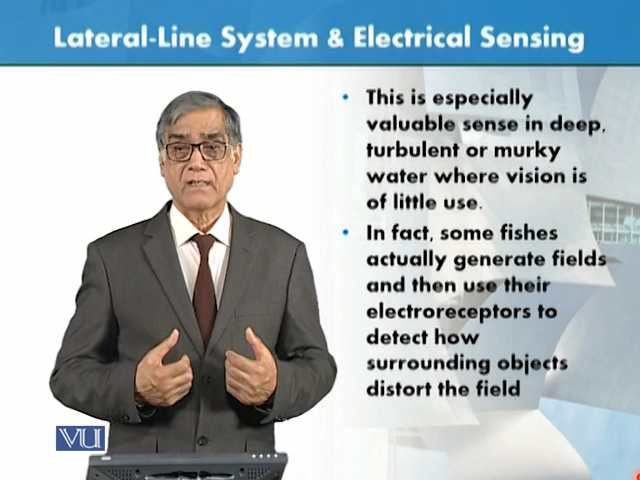 Lateral-Line System & Electrical Sensing
• This is especially
valuable sense in deep,
turbulent or murky
water where vision is
of little use.
• In fact, some fishes
actually generate fields
and then use their
electroreceptors to
detect how
surrounding objects
distort the field
VU